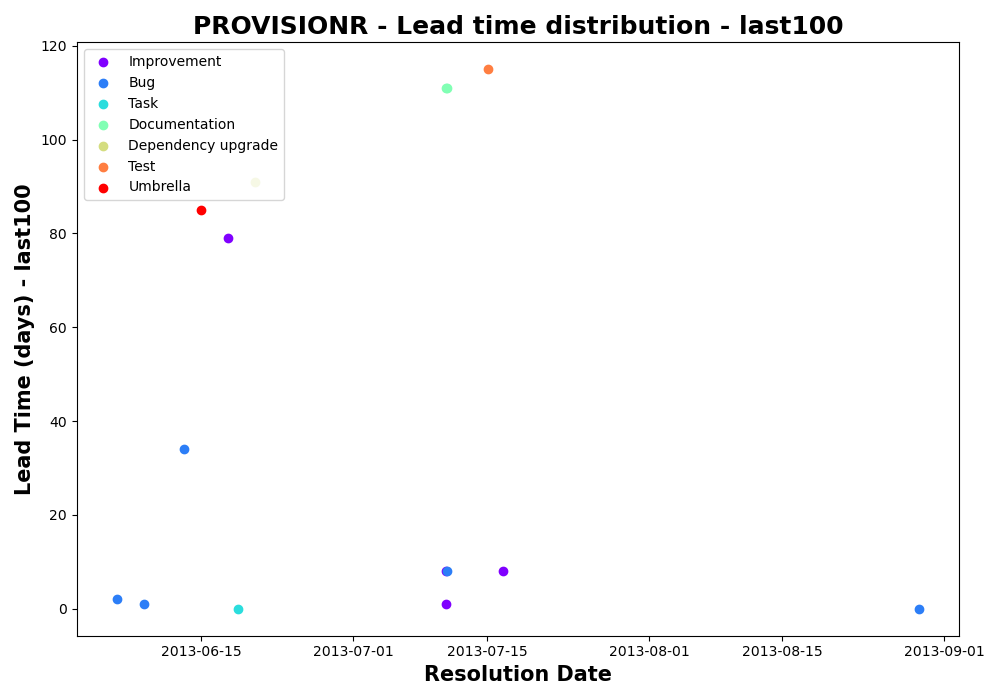 PROVISIONR - Lead time distribution - last100
Improvement
Bug
Task
Documentation
Dependency upgrade
Test
Umbrella
Lead Time (days) - last100
120
100
80
60
40
20
0
2013-06-15
2013-07-01
2013-07-15
2013-08-01
2013-08-15
2013-09-01
Resolution Date